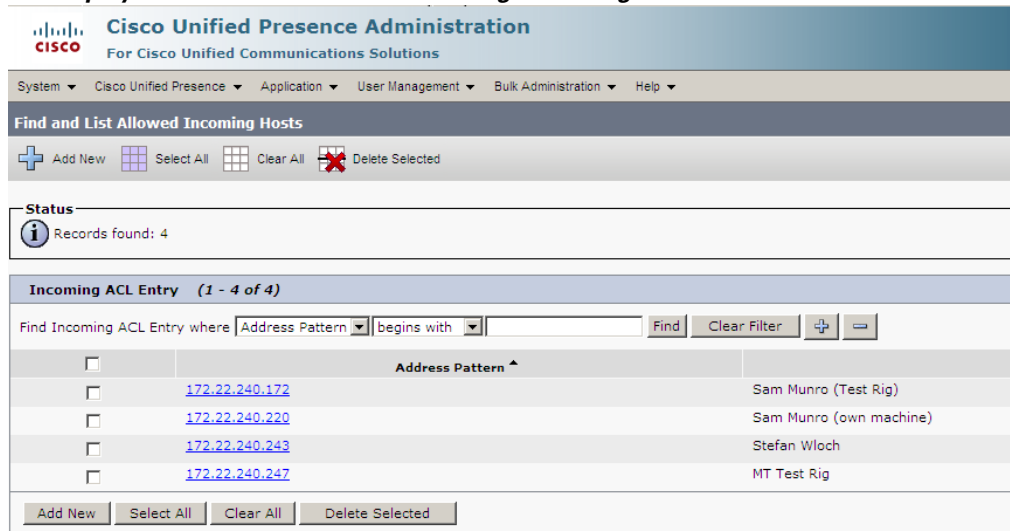 Cisco Unified Presence Administration
CISCO
For Cisco Unified Communications Solutions
System Cisco Unified Presence Application User Management Bulk Administration Help
Find and List Allowed Incoming Hosts
Add New Select All Clear All Delete Selected
Status
Records found: 4
Incoming ACL Entry (1 - 4 of 4)
Find Incoming ACL Entry where Address Pattern begins with Find Clear Filter
Address Pattern
172.22.240.172 Sam Munro (Test Rig)
172.22.240.220 Sam Munro (own machine)
172.22.240.243 Stefan Wloch
172.22.240.247 MT Test Rig
Add New Select All Clear All Delete Selected